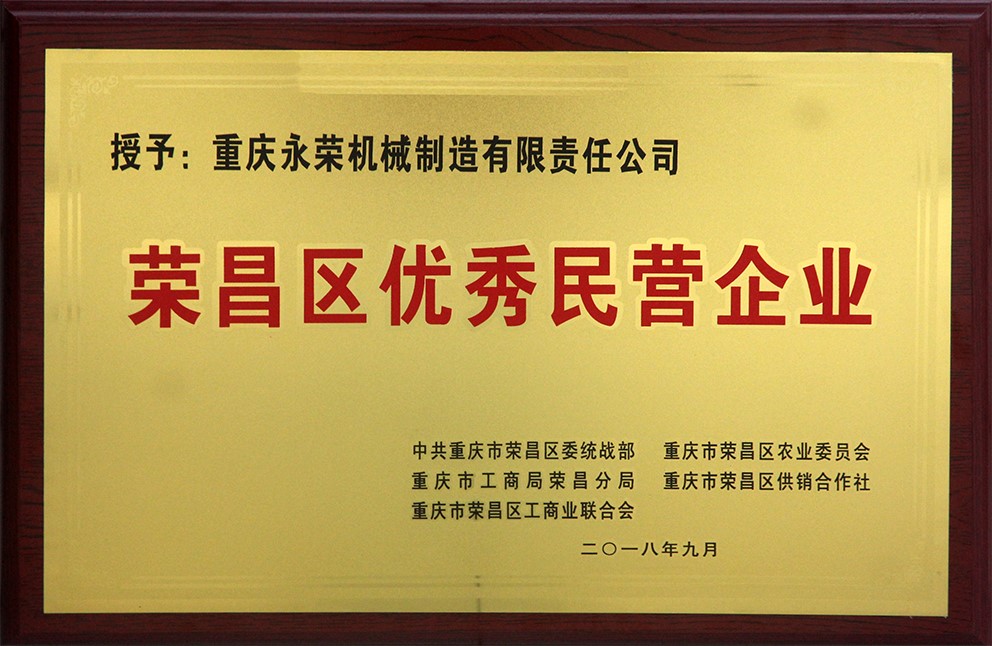 授予：重庆永荣机械制造有限责任公司
荣昌区优秀民营企业
中共重庆市荣昌区委统战部 重庆市荣昌区农业委员会
重庆市工商局荣昌分局 重庆市荣昌区供销合作社
重庆市荣昌区工商业联合会
二〇一八年九月